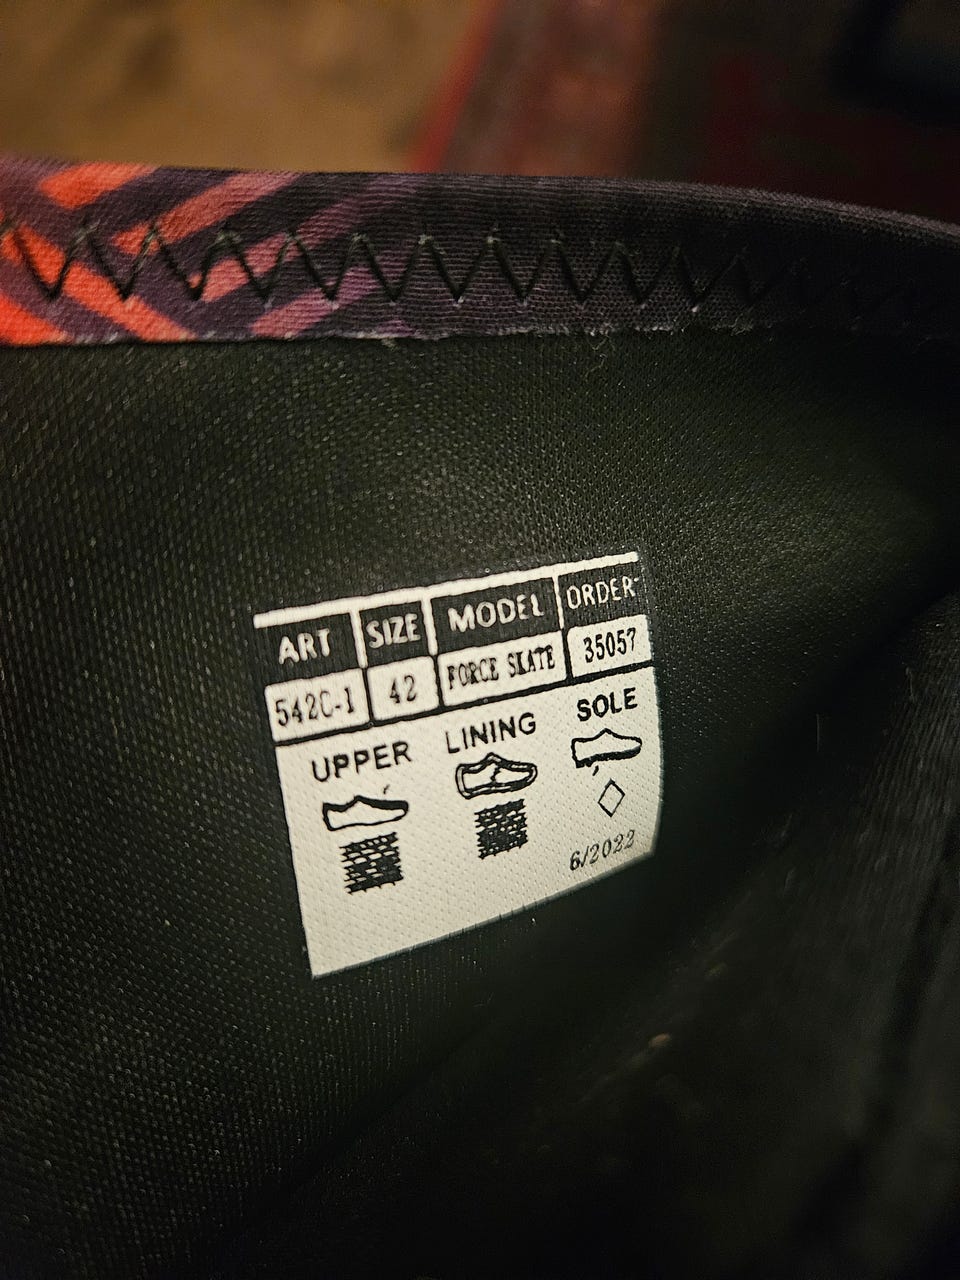 ART SIZE MODEL ORDER
542C-1 42 FORCE SKATE 35057
UPPER LINING SOLE
6/2022